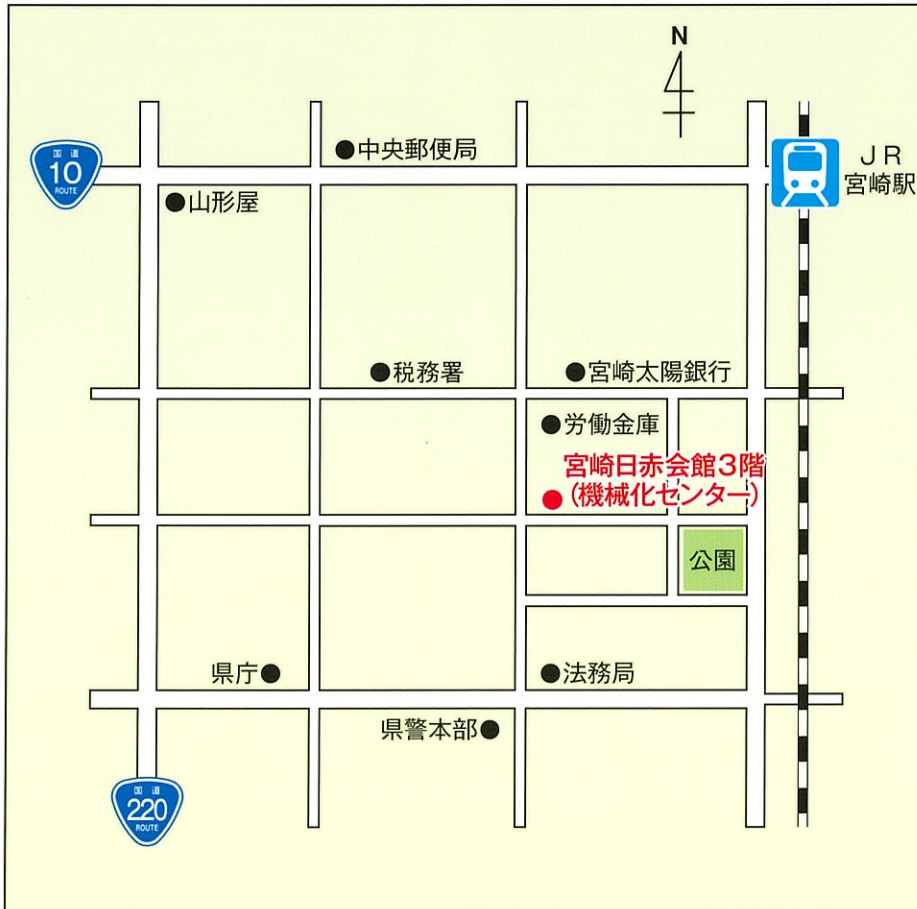 N
中央郵便局
国道
10
ROUTE
JR
宮崎駅
山形屋
税務署
宮崎太陽銀行
労働金庫
宮崎日赤会館3階
(機械化センター)
公園
県庁
法務局
県警本部
国道
220
ROUTE